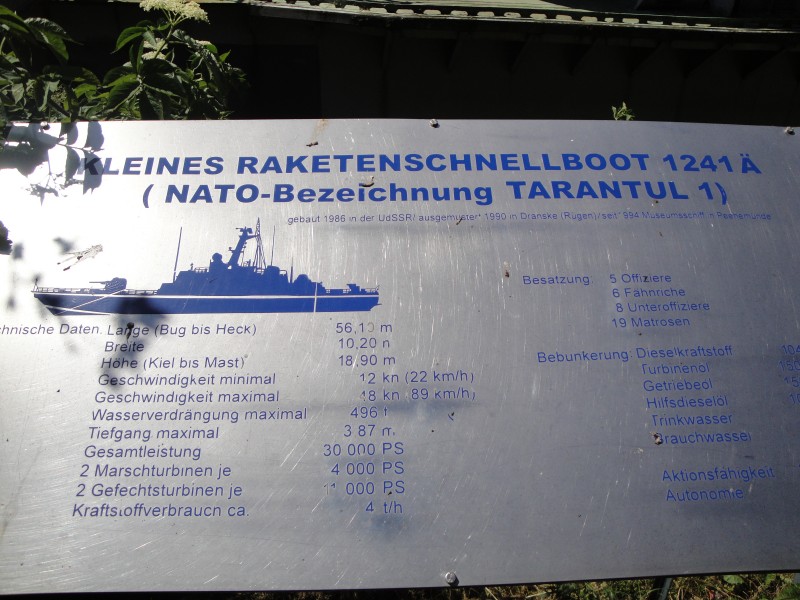 KLEINES RAKETENSCHNELLBOOT 1241 Ä
( NATO-Bezeichnung TARANTUL 1)
gebaut 1986 in der UdSSR/ ausgemustert 1990 in Dranske (Rügen)/seit 1994 Museumsschiff in Peenemünde
chnische Daten. Länge (Bug bis Heck) 56,10 m
Breite 10,20 n
Höhe (Kiel bis Mast) 18,90 m
Geschwindigkeit minimal 12 kn (22 km/h)
Geschwindigkeit maximal 18 kn 89 km/h)
Wasserverdrängung maximal 496 t
Tiefgang maximal 3 87 m
Gesamtleistung 30 000 PS
2 Marschturbinen je 4 000 PS
2 Gefechtsturbinen je 11 000 PS
Kraftstoffverbrauch ca. 4 t/h
Besatzung: 5 Offiziere
6 Fähnriche
8 Unteroffiziere
19 Matrosen
Bebunkerung: Dieselkraftstoff
Turbinenöl
Getriebeöl
Hilfsdieselöl
Trinkwasser
Brauchwasser
Aktionsfähigkeit
Autonomie